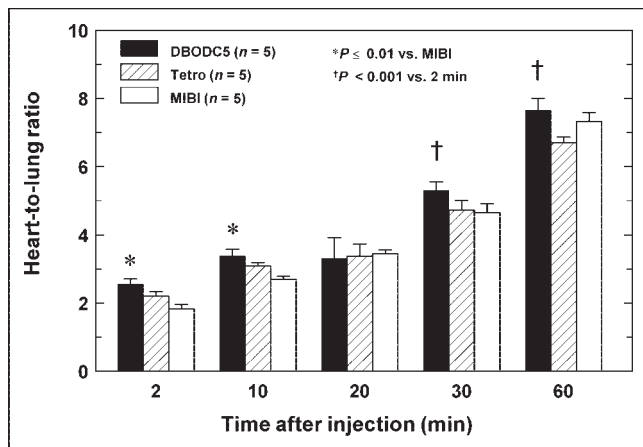 10
8
6
4
2
0
Heart-to-lung ratio
DBODC5 (n = 5)
Tetro (n = 5)
MIBI (n = 5)
*P ≤ 0.01 vs. MIBI
†P < 0.001 vs. 2 min
*
*
†
†
2 10 20 30 60
Time after injection (min)